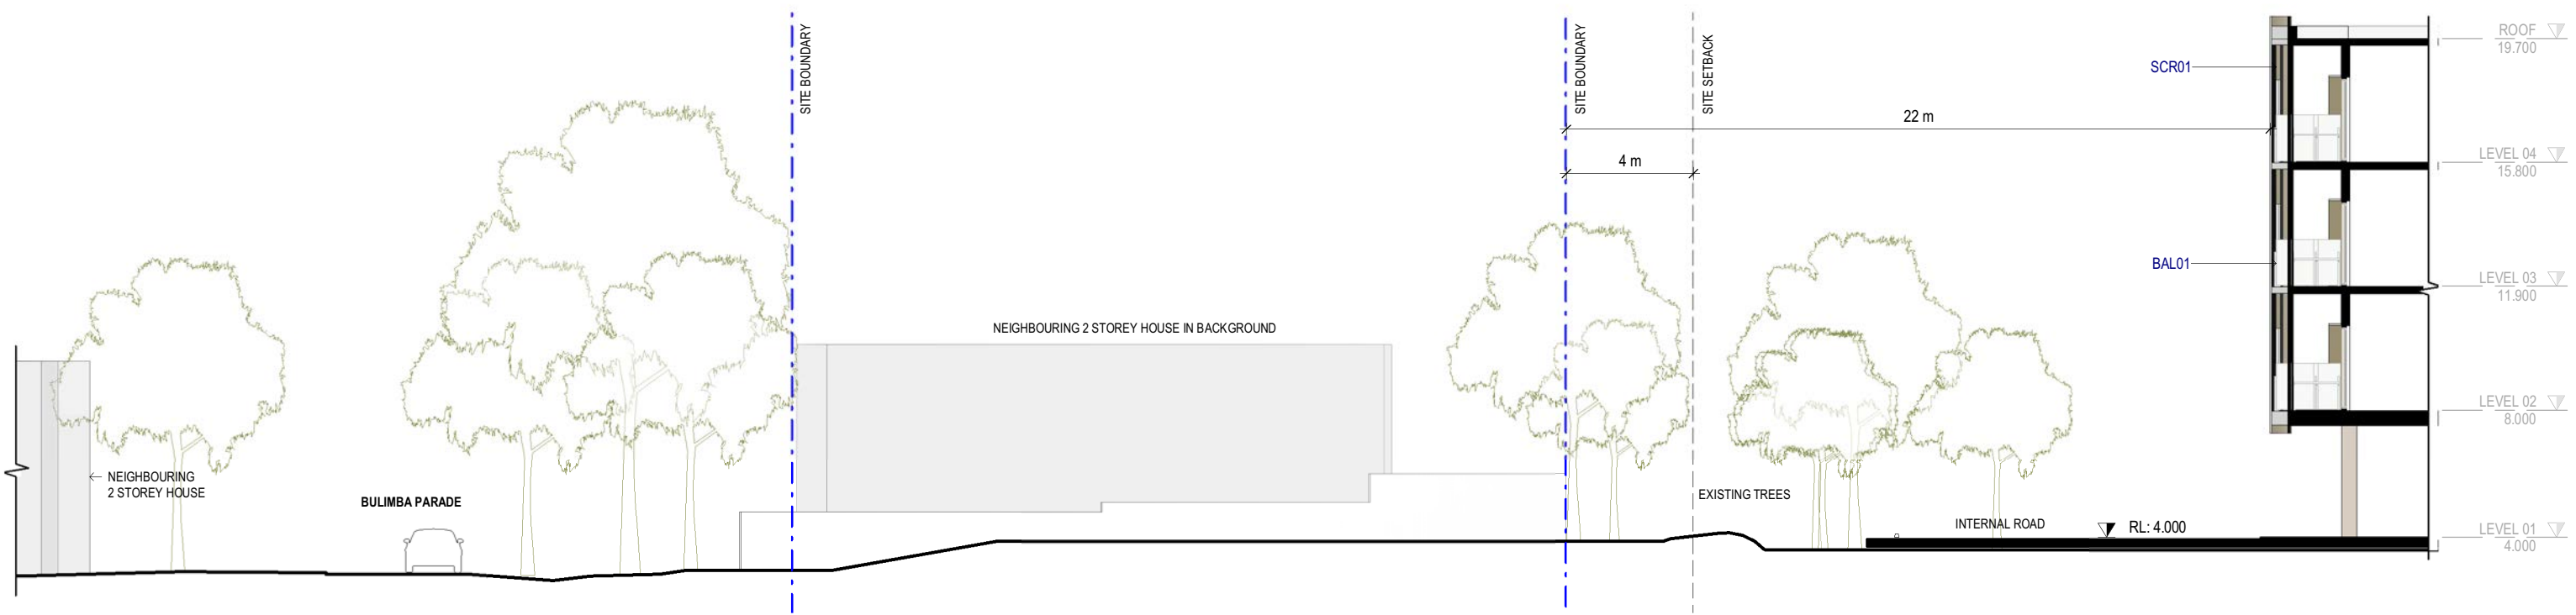 SITE BOUNDARY
SITE BOUNDARY
SITE SETBACK
ROOF
19.700
SCR01
22 m
4 m
LEVEL 04
15.800
BAL01
LEVEL 03
11.900
NEIGHBOURING 2 STOREY HOUSE IN BACKGROUND
LEVEL 02
8.000
NEIGHBOURING
2 STOREY HOUSE
BULIMBA PARADE
EXISTING TREES
INTERNAL ROAD
RL: 4.000
LEVEL 01
4.000